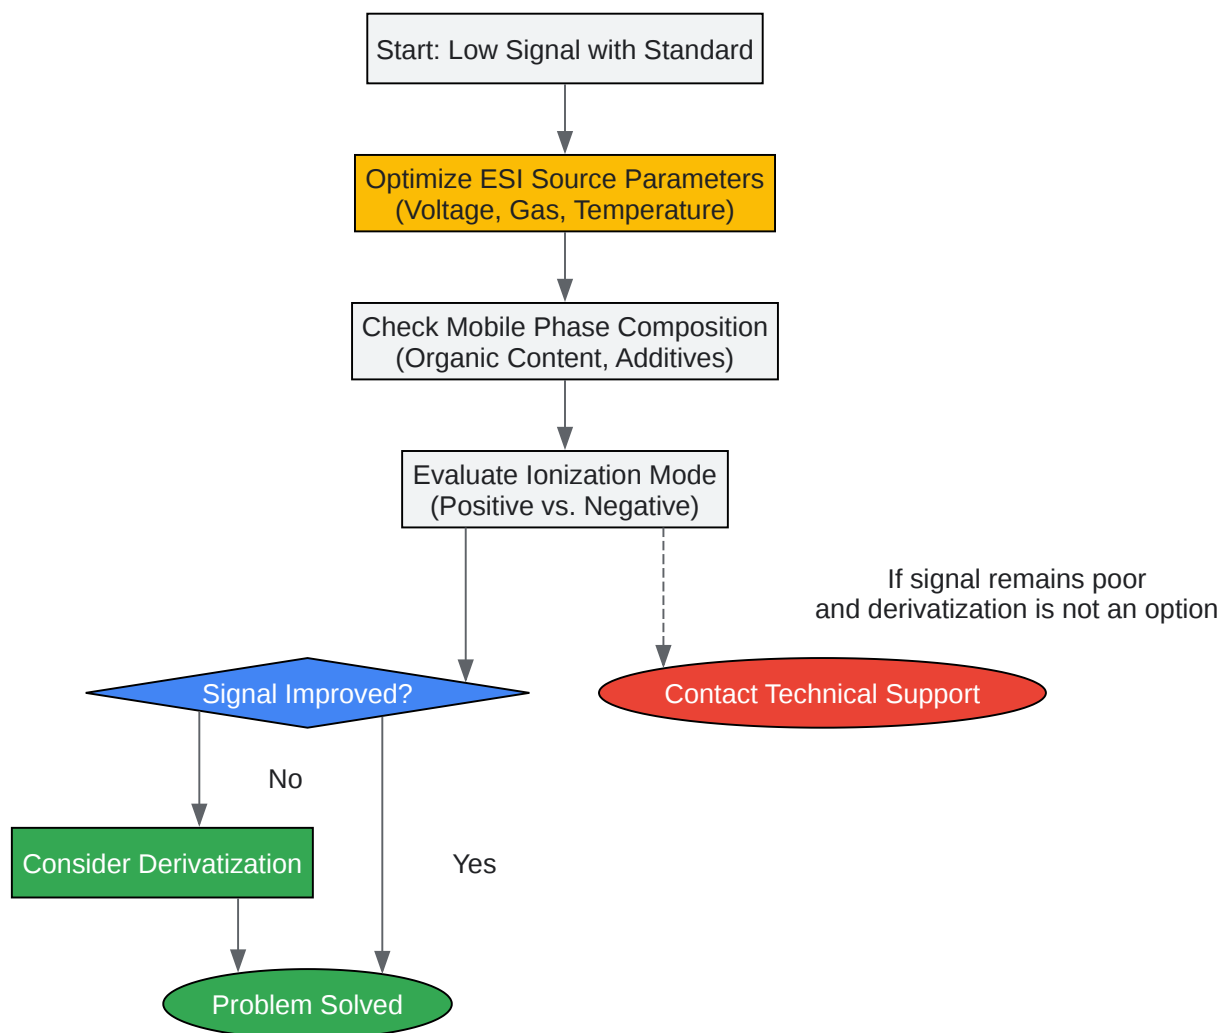 Start: Low Signal with Standard
Optimize ESI Source Parameters
(Voltage, Gas, Temperature)
Check Mobile Phase Composition
(Organic Content, Additives)
Evaluate Ionization Mode
(Positive vs. Negative)
If signal remains poor
and derivatization is not an option
Signal Improved?
Contact Technical Support
No
Consider Derivatization
Yes
Problem Solved